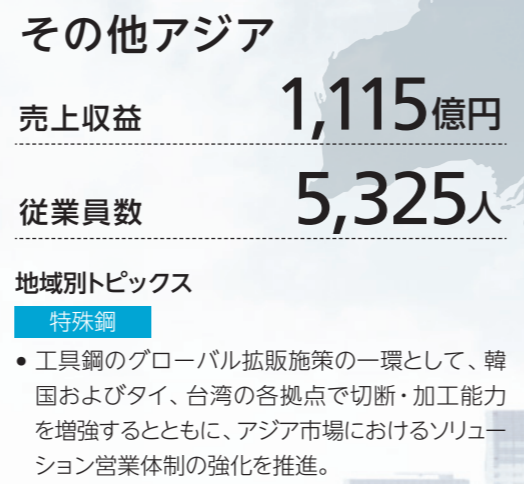 その他アジア
売上収益 1,115億円
従業員数 5,325人
地域別トピックス
特殊鋼
● 工具鋼のグローバル拡販施策の一環として、韓
国およびタイ、台湾の各拠点で切断・加工能力
を増強するとともに、アジア市場におけるソリュー
ション営業体制の強化を推進。